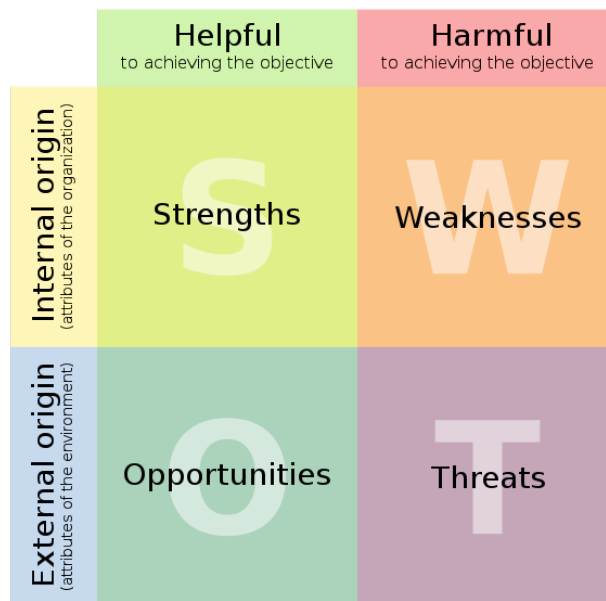 Helpful
to achieving the objective
Harmful
to achieving the objective
Internal origin
(attributes of the organization)
S
Strengths
W
Weaknesses
External origin
(attributes of the environment)
O
Opportunities
T
Threats